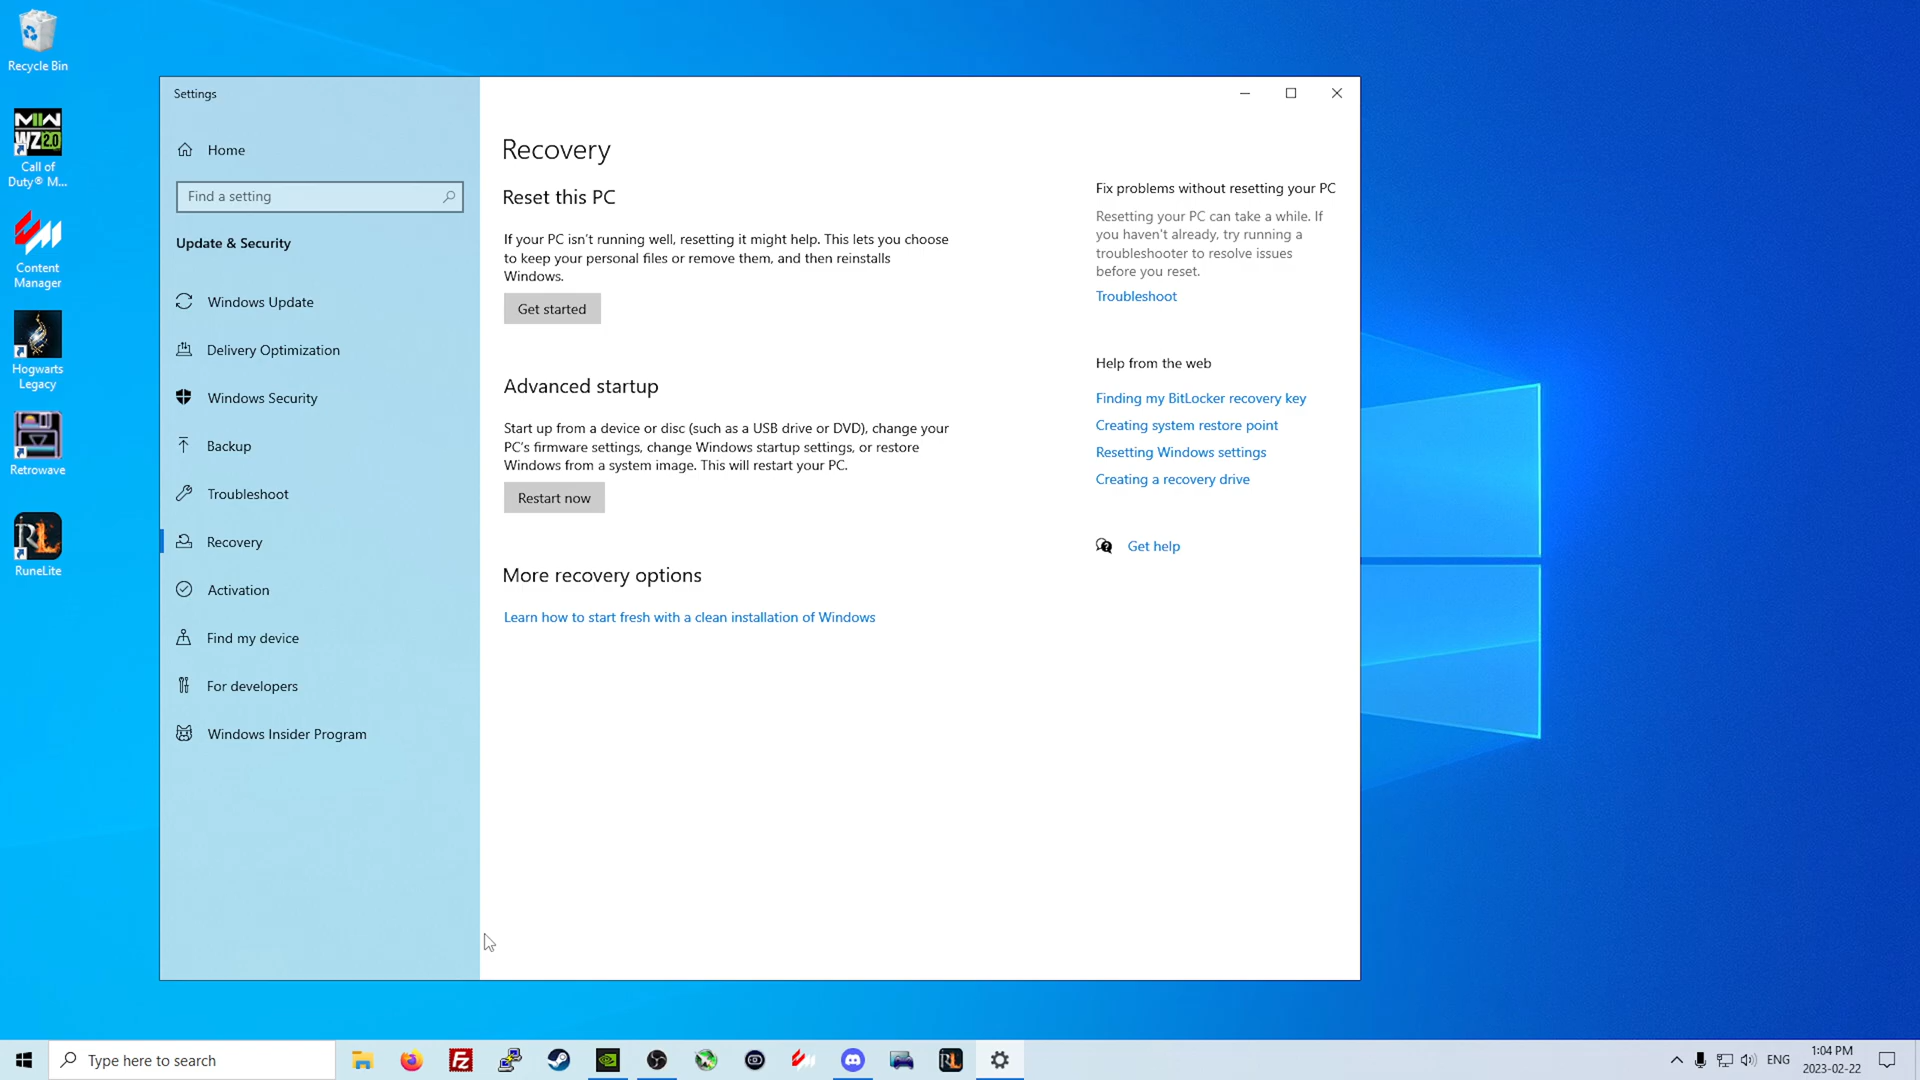 Recycle Bin
MW
WZ 2.0
Call of
Duty® M...
Content
Manager
Hogwarts
Legacy
Retrowave
RL
RuneLite
Settings
Home
Find a setting
Update & Security
Windows Update
Delivery Optimization
Windows Security
Backup
Troubleshoot
Recovery
Activation
Find my device
For developers
Windows Insider Program
Recovery
Reset this PC
If your PC isn't running well, resetting it might help. This lets you choose
to keep your personal files or remove them, and then reinstalls
Windows.
Get started
Advanced startup
Start up from a device or disc (such as a USB drive or DVD), change your
PC's firmware settings, change Windows startup settings, or restore
Windows from a system image. This will restart your PC.
Restart now
More recovery options
Learn how to start fresh with a clean installation of Windows
Fix problems without resetting your PC
Resetting your PC can take a while. If
you haven't already, try running a
troubleshooter to resolve issues
before you reset.
Troubleshoot
Help from the web
Finding my BitLocker recovery key
Creating system restore point
Resetting Windows settings
Creating a recovery drive
Get help
Type here to search
FZ
RL
ENG
1:04 PM
2023-02-22